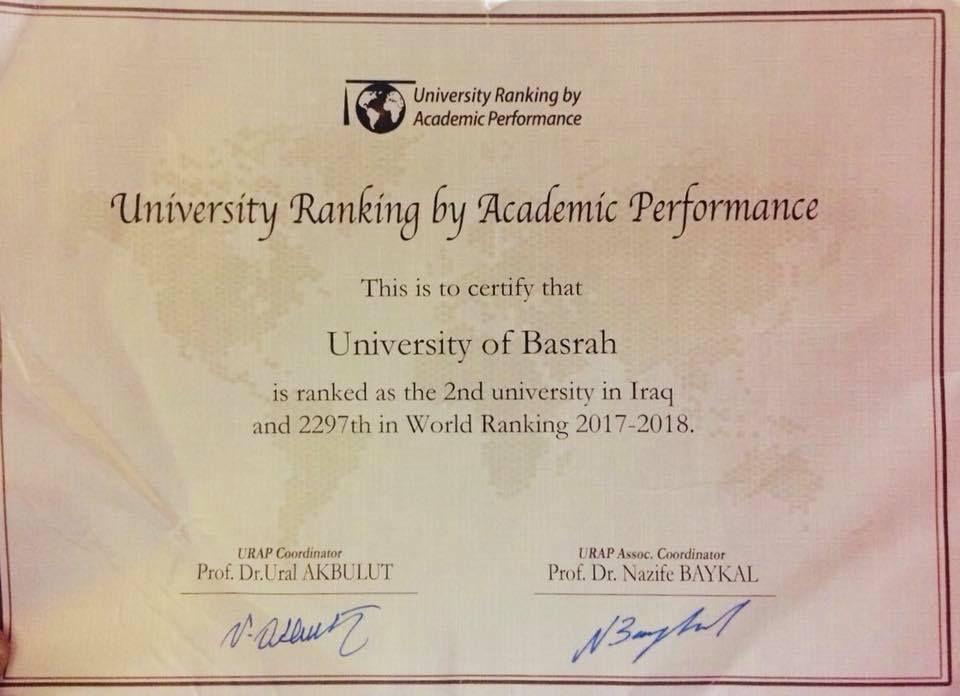 University Ranking by
Academic Performance
University Ranking by Academic Performance
This is to certify that
University of Basrah
is ranked as the 2nd university in Iraq
and 2297th in World Ranking 2017-2018.
URAP Coordinator
Prof. Dr.Ural AKBULUT
URAP Assoc. Coordinator
Prof. Dr. Nazife BAYKAL